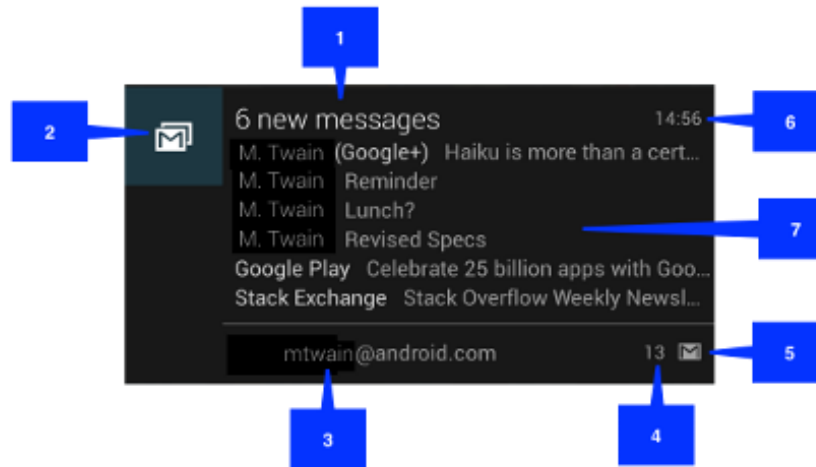 1
2
6 new messages 14:56
6
M. Twain (Google+) Haiku is more than a cert...
M. Twain Reminder
M. Twain Lunch?
M. Twain Revised Specs
7
Google Play Celebrate 25 billion apps with Goo...
Stack Exchange Stack Overflow Weekly Newsl...
mtwain@android.com 13
5
3
4